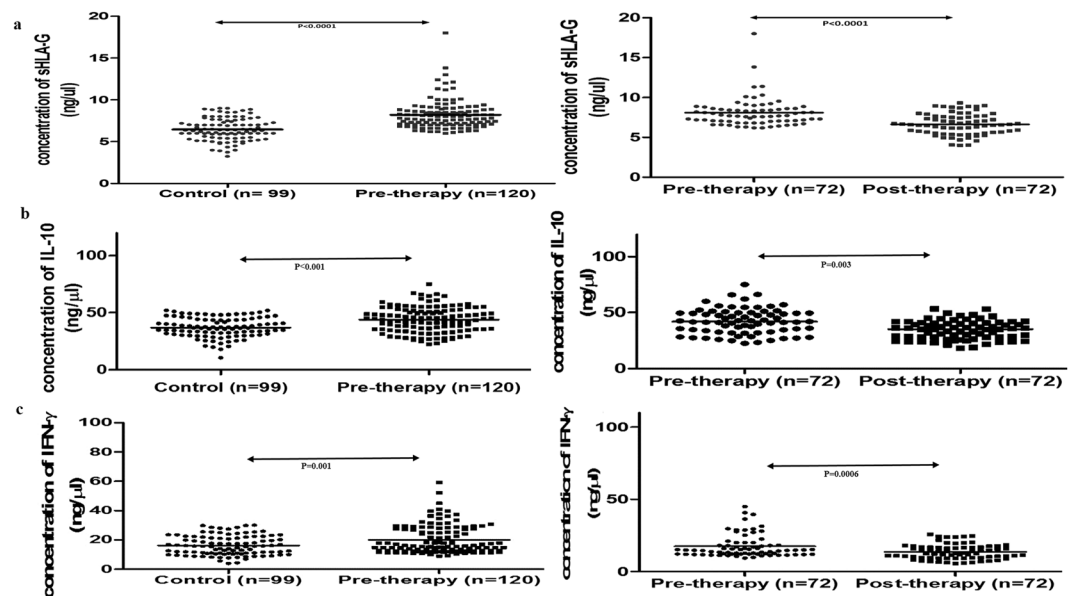 a
P<0.0001
concentration of sHLA-G
(ng/ul)
20
15
10
5
0
Control (n= 99)
Pre-therapy (n=120)
P<0.0001
concentration of sHLA-G
(ng/ul)
20
15
10
5
0
Pre-therapy (n=72)
Post-therapy (n=72)
b
P<0.001
concentration of IL-10
(ng/µl)
100
50
0
Control (n=99)
Pre-therapy (n=120)
P=0.003
concentration of IL-10
(ng/µl)
100
50
0
Pre-therapy (n=72)
Post-therapy (n=72)
c
P=0.001
concentration of IFN-γ
(ng/µl)
100
80
60
40
20
0
Control (n=99)
Pre-therapy (n=120)
P=0.0006
concentration of IFN-γ
(ng/µl)
100
50
0
Pre-therapy (n=72)
Post-therapy (n=72)